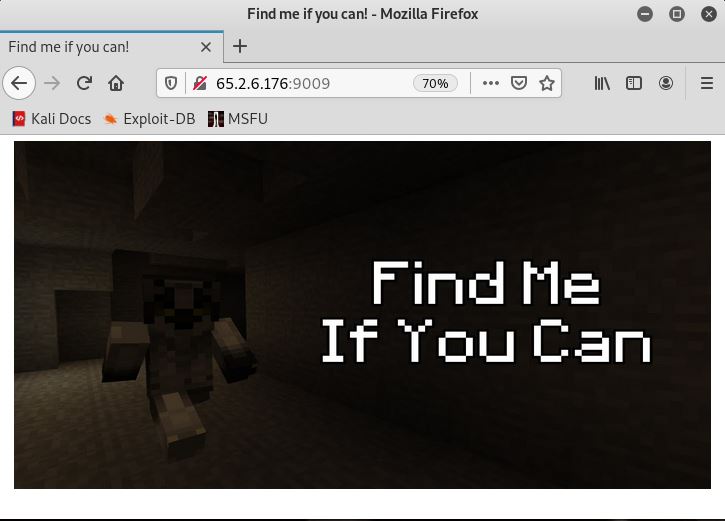 Find me if you can! - Mozilla Firefox
Find me if you can!
65.2.6.176:9009
70%
Kali Docs
Exploit-DB
MSFU
Find Me
If You Can